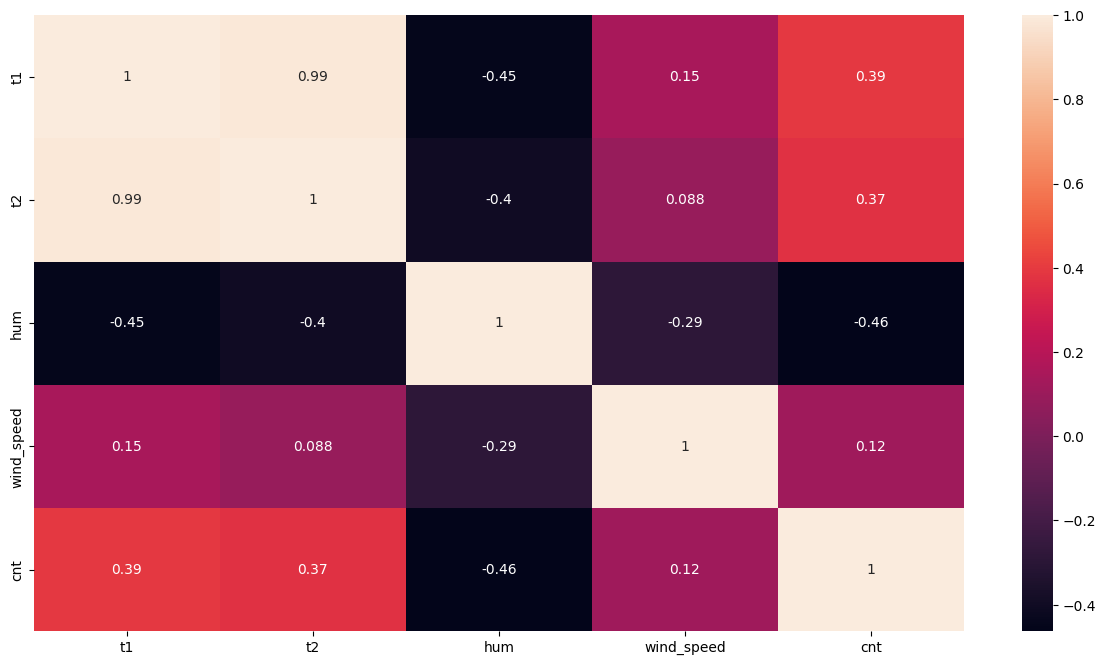 t1 1 0.99 -0.45 0.15 0.39
t2 0.99 1 -0.4 0.088 0.37
hum -0.45 -0.4 1 -0.29 -0.46
wind_speed 0.15 0.088 -0.29 1 0.12
cnt 0.39 0.37 -0.46 0.12 1
t1 t2 hum wind_speed cnt
1.0
0.8
0.6
0.4
0.2
0.0
−0.2
−0.4